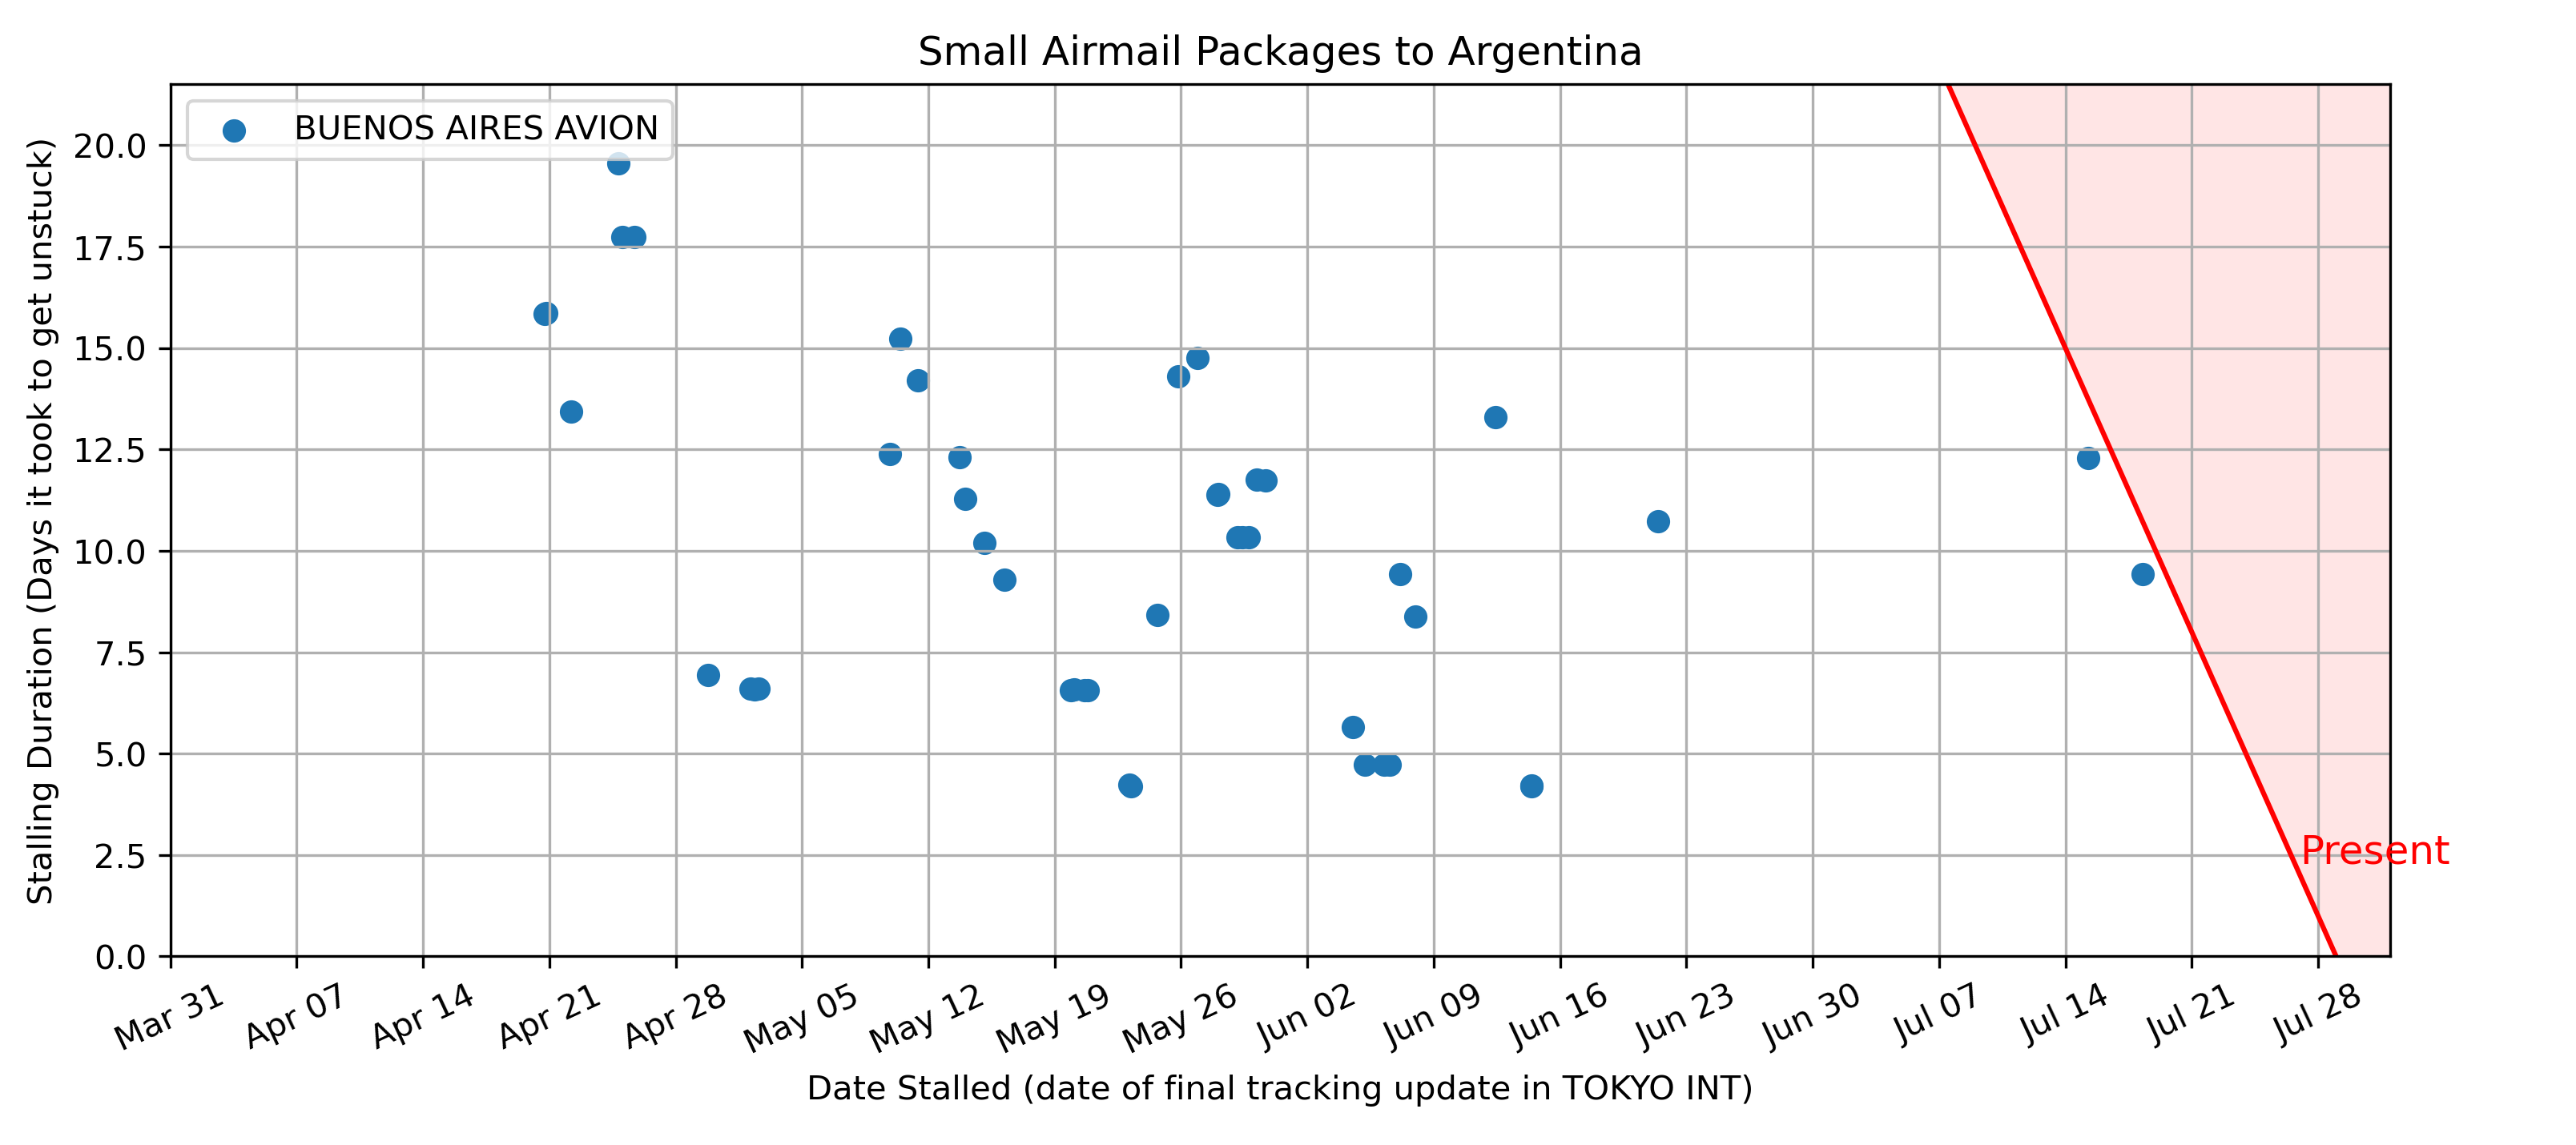 Small Airmail Packages to Argentina
BUENOS AIRES AVION
Stalling Duration (Days it took to get unstuck)
20.0
17.5
15.0
12.5
10.0
7.5
5.0
2.5
0.0
Present
Mar 31 Apr 07 Apr 14 Apr 21 Apr 28 May 05 May 12 May 19 May 26 Jun 02 Jun 09 Jun 16 Jun 23 Jun 30 Jul 07 Jul 14 Jul 21 Jul 28
Date Stalled (date of final tracking update in TOKYO INT)